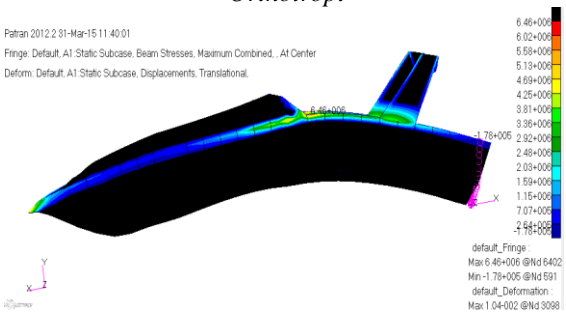 Patran 2012.2 31-Mar-15 11:40:01
Fringe: Default, A1:Static Subcase, Beam Stresses, Maximum Combined, , At Center
Deform: Default, A1:Static Subcase, Displacements, Translational,
6.46+006
6.02+006
5.58+006
5.13+006
4.69+006
4.25+006
3.81+006
3.36+006
2.92+006
2.48+006
2.03+006
1.59+006
1.15+006
7.07+005
2.64+005
-1.78+005
6.46+006
-1.78+005
X
Y
X
Z
default_Fringe :
Max 6.46+006 @Nd 6402
Min -1.78+005 @Nd 591
default_Deformation :
Max 1.04-002 @Nd 3098